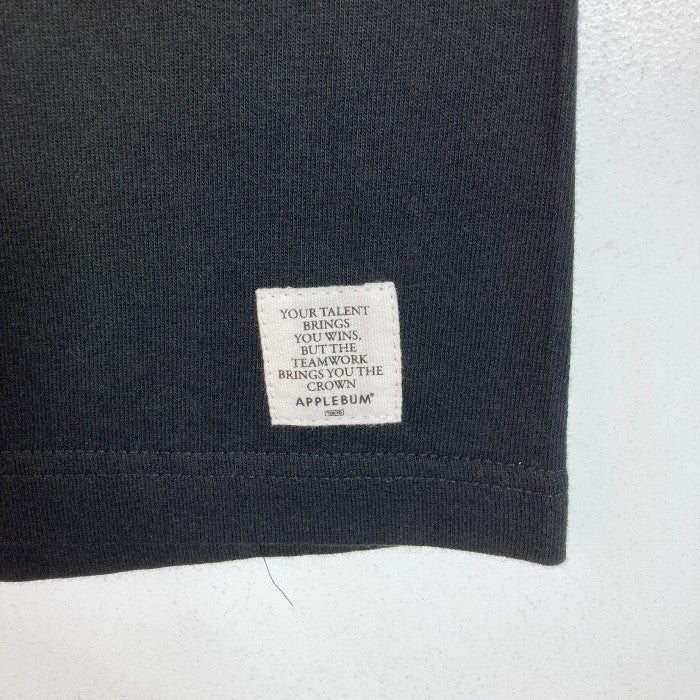 YOUR TALENT
BRINGS
YOU WINS,
BUT THE
TEAMWORK
BRINGS YOU THE
CROWN
APPLEBUM®
TOKYO